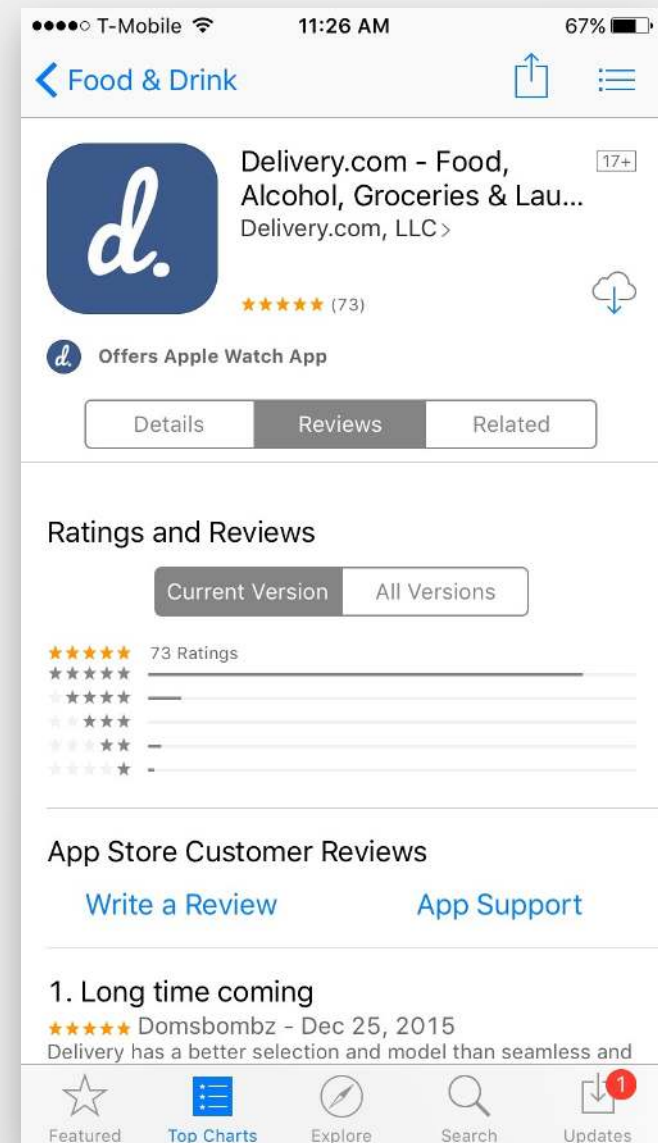 T-Mobile 11:26 AM 67%
Food & Drink
Delivery.com - Food, 17+
Alcohol, Groceries & Lau...
Delivery.com, LLC >
(73)
d.
d. Offers Apple Watch App
Details Reviews Related
Ratings and Reviews
Current Version All Versions
73 Ratings
App Store Customer Reviews
Write a Review App Support
1. Long time coming
Domsbombz - Dec 25, 2015
Delivery has a better selection and model than seamless and
1
Featured Top Charts Explore Search Updates